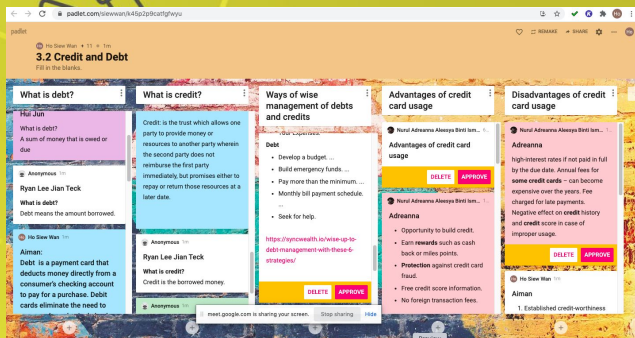 padlet.com/siewwan/k45p2p9catfgfwyu
padlet
REMAKE
SHARE
Ho Siew Wan + 11 • 1m
3.2 Credit and Debt
Fill in the blanks.
What is debt?
Hui Jun
What is debt?
A sum of money that is owed or
due
Anonymous 1m
Ryan Lee Jian Teck
What is debt?
Debt means the amount borrowed.
Ho Siew Wan 1m
Aiman:
Debt is a payment card that
deducts money directly from a
consumer's checking account
to pay for a purchase. Debit
cards eliminate the need to
What is credit?
Credit: is the trust which allows one
party to provide money or
resources to another party wherein
the second party does not
reimburse the first party
immediately, but promises either to
repay or return those resources at a
later date.
Anonymous 1m
Ryan Lee Jian Teck
What is credit?
Credit is the borrowed money.
Anonymous 1m
Ways of wise
management of debts
and credits
Your Expenses.
Debt
• Develop a budget. ...
• Build emergency funds. ...
• Pay more than the minimum. ...
• Monthly bill payment schedule.
...
• Seek for help.
https://syncwealth.io/wise-up-to-
debt-management-with-these-6-
strategies/
DELETE APPROVE
Advantages of credit
card usage
Nurul Adreanna Aleesya Binti Ism...
Advantages of credit card
usage
DELETE APPROVE
Nurul Adreanna Aleesya Binti Ism... 1
Adreanna
• Opportunity to build credit.
• Earn rewards such as cash
back or miles points.
• Protection against credit card
fraud.
• Free credit score information.
• No foreign transaction fees.
Disadvantages of credit
card usage
Nurul Adreanna Aleesya Binti Ism... 1
Adreanna
high-interest rates if not paid in full
by the due date. Annual fees for
some credit cards – can become
expensive over the years. Fee
charged for late payments.
Negative effect on credit history
and credit score in case of
improper usage.
DELETE APPROVE
Ho Siew Wan 1m
Aiman
1. Established credit-worthiness
meet.google.com is sharing your screen. Stop sharing Hide